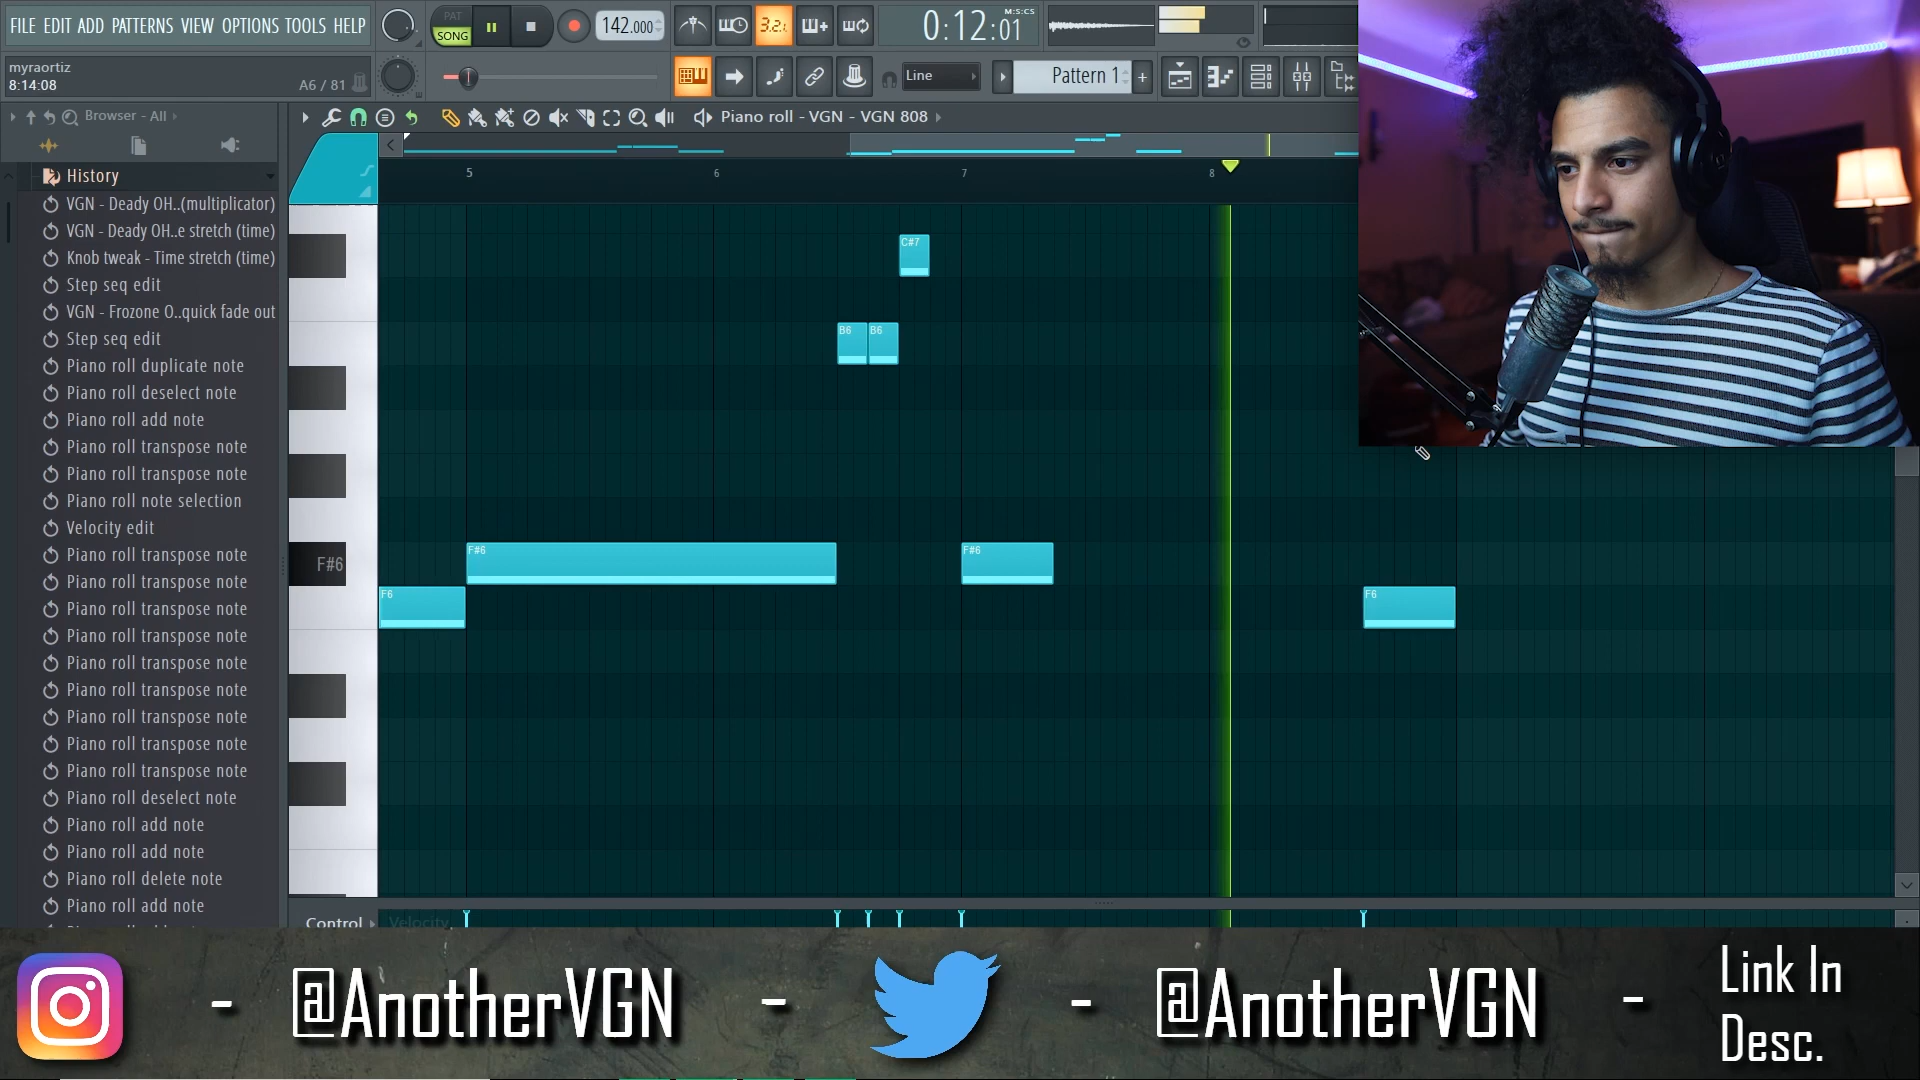 FILE EDIT ADD PATTERNS VIEW OPTIONS TOOLS HELP
PAT
SONG
142.000
3.2.1
0:12:01
M:S:CS
myraortiz
8:14:08
A6 / 81
Line
Pattern 1
+
Browser - All
Piano roll - VGN - VGN 808
5
6
7
8
History
VGN - Deady OH..(multiplicator)
VGN - Deady OH..e stretch (time)
Knob tweak - Time stretch (time)
Step seq edit
VGN - Frozone O..quick fade out
Step seq edit
Piano roll duplicate note
Piano roll deselect note
Piano roll add note
Piano roll transpose note
Piano roll transpose note
Piano roll note selection
Velocity edit
Piano roll transpose note
Piano roll transpose note
Piano roll transpose note
Piano roll transpose note
Piano roll transpose note
Piano roll transpose note
Piano roll transpose note
Piano roll transpose note
Piano roll transpose note
Piano roll deselect note
Piano roll add note
Piano roll add note
Piano roll delete note
Piano roll add note
C#7
B6
B6
F#6
F#6
F#6
F6
F6
Control
Velocity
- @AnotherVGN - - @AnotherVGN -
Link In
Desc.